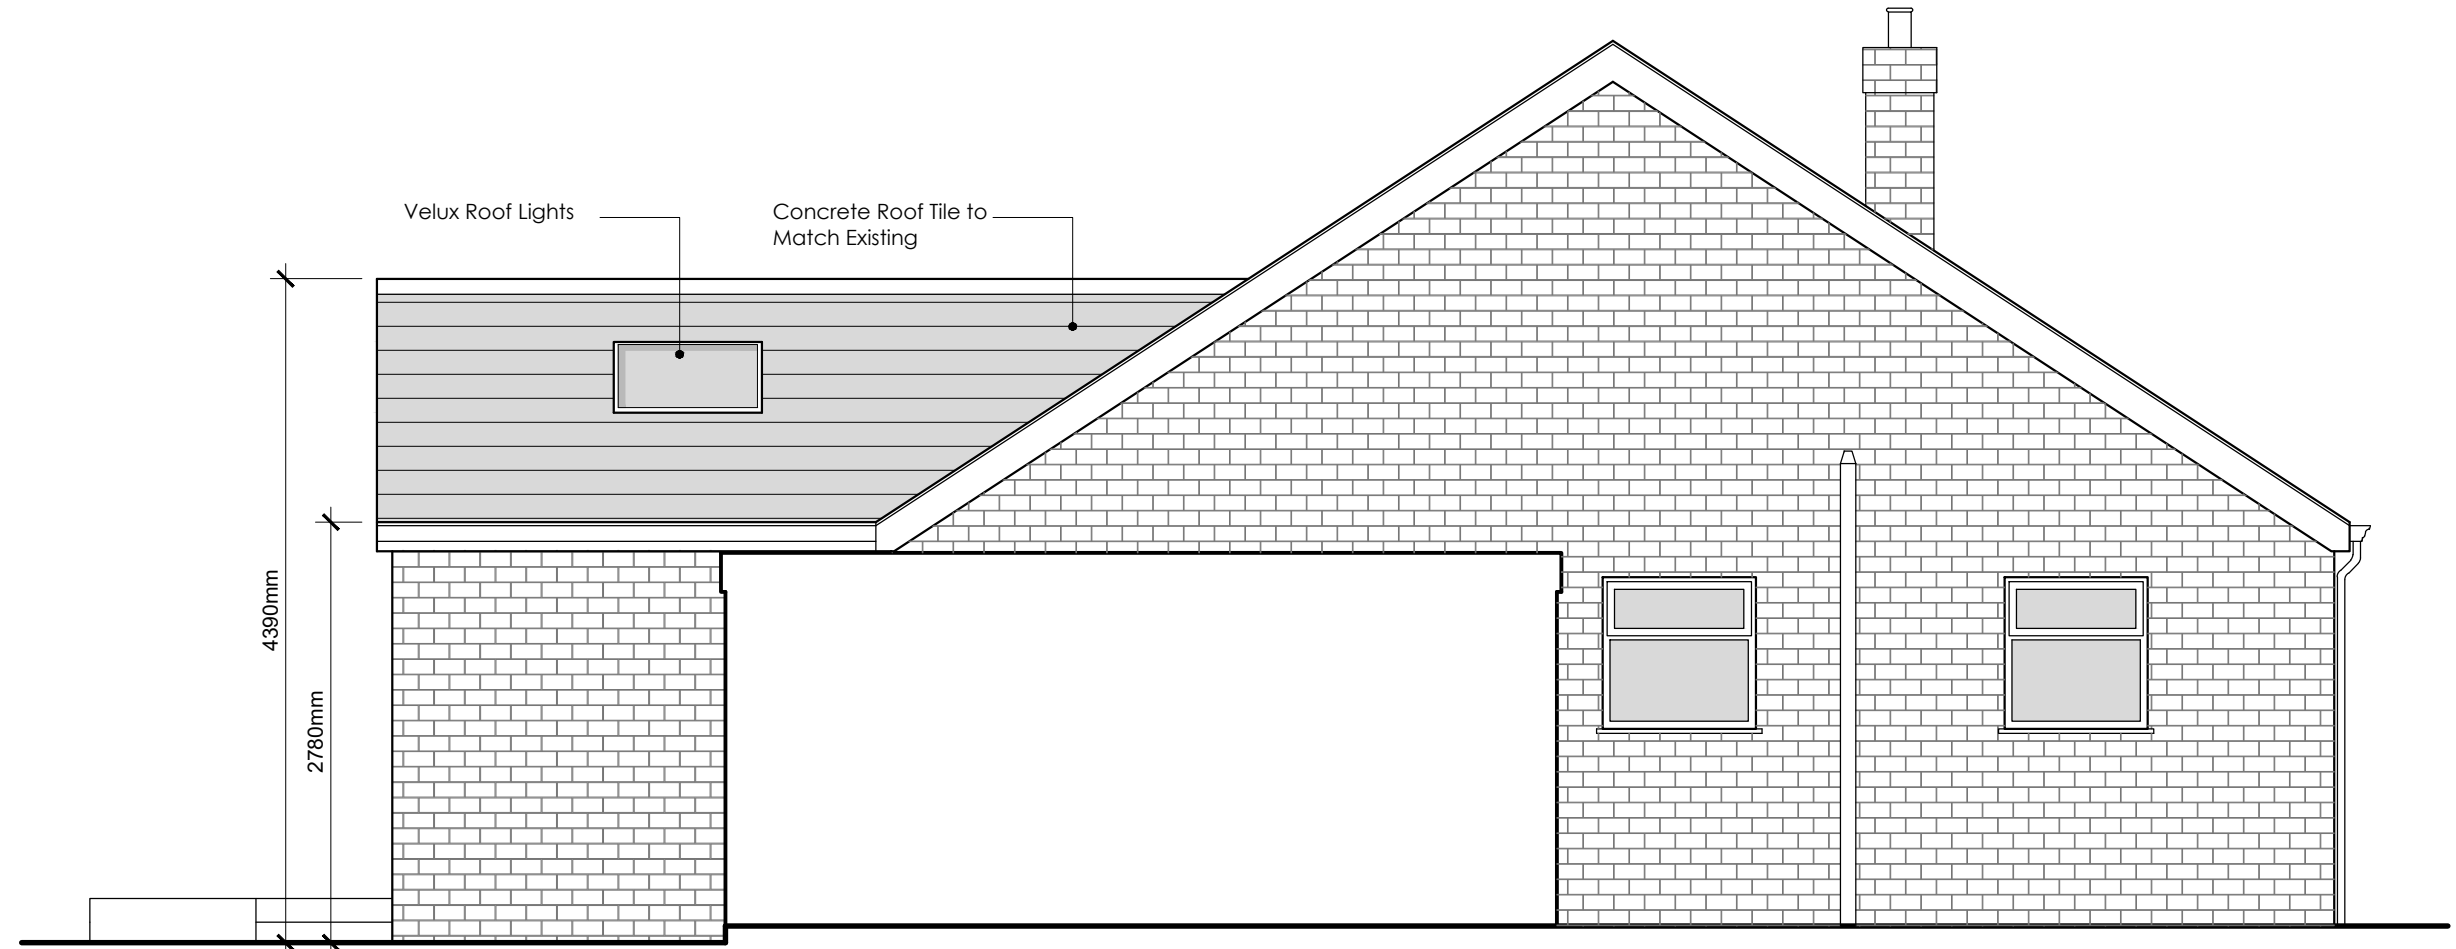 Velux Roof Lights
Concrete Roof Tile to
Match Existing
4390mm
2780mm